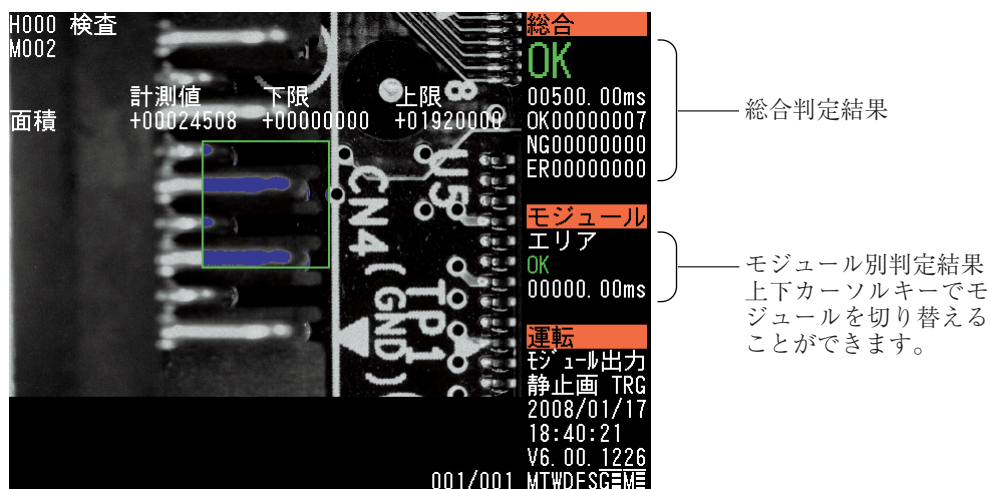 H000 検査
M002
計測値 下限 上限
面積 +00024508 +00000000 +01920000
8
U5
CN4(GND)
TP1
総合
OK
00500.00ms
OK00000007
NG00000000
ER00000000
モジュール
エリア
OK
00000.00ms
運転
ﾓｼﾞｭｰﾙ出力
静止画 TRG
2008/01/17
18:40:21
V6.00.1226
001/001
総合判定結果
モジュール別判定結果
上下カーソルキーでモ
ジュールを切り替える
ことができます。